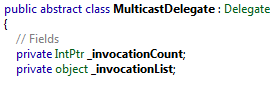 public abstract class MulticastDelegate : Delegate
{
// Fields
private IntPtr _invocationCount;
private object _invocationList;